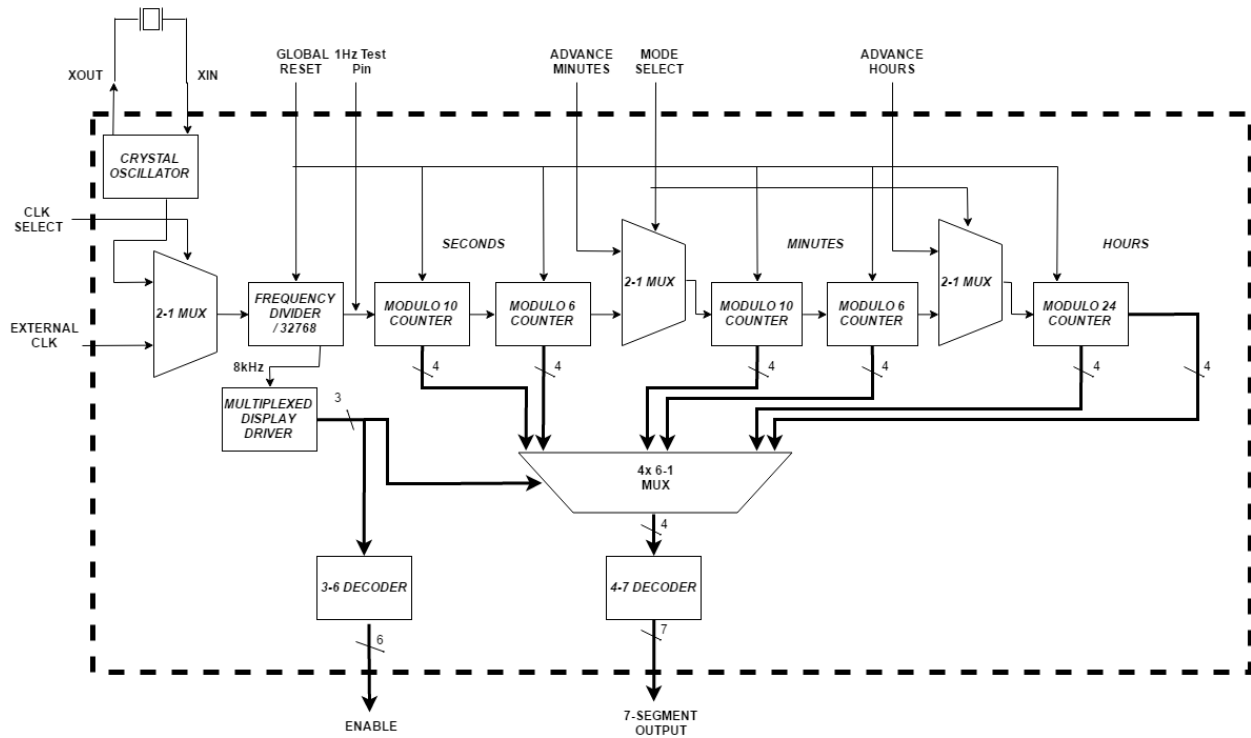 GLOBAL
RESET
1Hz Test
Pin
ADVANCE
MINUTES
MODE
SELECT
ADVANCE
HOURS
XOUT
XIN
CRYSTAL
OSCILLATOR
CLK
SELECT
SECONDS
MINUTES
HOURS
2-1 MUX
FREQUENCY
DIVIDER
/ 32768
MODULO 10
COUNTER
MODULO 6
COUNTER
2-1 MUX
MODULO 10
COUNTER
MODULO 6
COUNTER
2-1 MUX
MODULO 24
COUNTER
EXTERNAL
CLK
8kHz
4
4
4
4
4
4
MULTIPLEXED
DISPLAY
DRIVER
3
4x 6-1
MUX
4
3-6 DECODER
4-7 DECODER
6
7
ENABLE
7-SEGMENT
OUTPUT